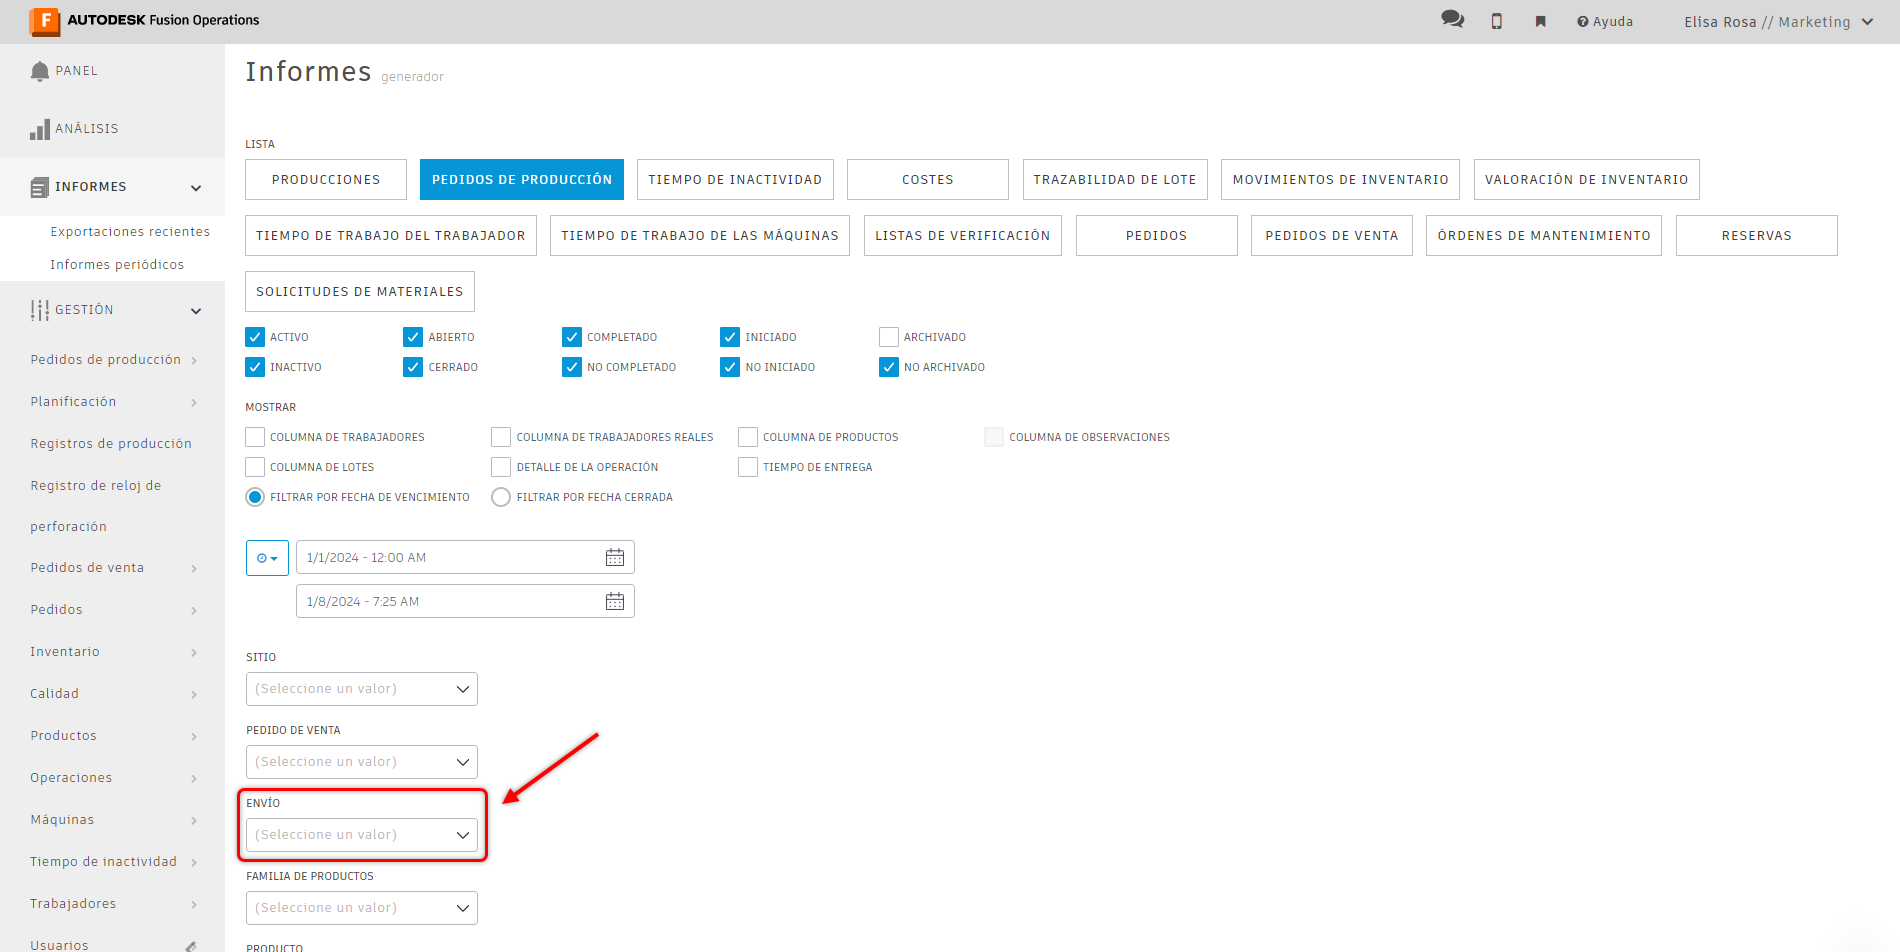 F AUTODESK Fusion Operations
Ayuda
Elisa Rosa // Marketing
PANEL
ANÁLISIS
INFORMES
Exportaciones recientes
Informes periódicos
GESTIÓN
Pedidos de producción
Planificación
Registros de producción
Registro de reloj de
perforación
Pedidos de venta
Pedidos
Inventario
Calidad
Productos
Operaciones
Máquinas
Tiempo de inactividad
Trabajadores
Usuarios
Informes generador
LISTA
PRODUCCIONES
PEDIDOS DE PRODUCCIÓN
TIEMPO DE INACTIVIDAD
COSTES
TRAZABILIDAD DE LOTE
MOVIMIENTOS DE INVENTARIO
VALORACIÓN DE INVENTARIO
TIEMPO DE TRABAJO DEL TRABAJADOR
TIEMPO DE TRABAJO DE LAS MÁQUINAS
LISTAS DE VERIFICACIÓN
PEDIDOS
PEDIDOS DE VENTA
ÓRDENES DE MANTENIMIENTO
RESERVAS
SOLICITUDES DE MATERIALES
ACTIVO
ABIERTO
COMPLETADO
INICIADO
ARCHIVADO
INACTIVO
CERRADO
NO COMPLETADO
NO INICIADO
NO ARCHIVADO
MOSTRAR
COLUMNA DE TRABAJADORES
COLUMNA DE TRABAJADORES REALES
COLUMNA DE PRODUCTOS
COLUMNA DE OBSERVACIONES
COLUMNA DE LOTES
DETALLE DE LA OPERACIÓN
TIEMPO DE ENTREGA
FILTRAR POR FECHA DE VENCIMIENTO
FILTRAR POR FECHA CERRADA
1/1/2024 - 12:00 AM
1/8/2024 - 7:25 AM
SITIO
(Seleccione un valor)
PEDIDO DE VENTA
(Seleccione un valor)
ENVÍO
(Seleccione un valor)
FAMILIA DE PRODUCTOS
(Seleccione un valor)
PRODUCTO